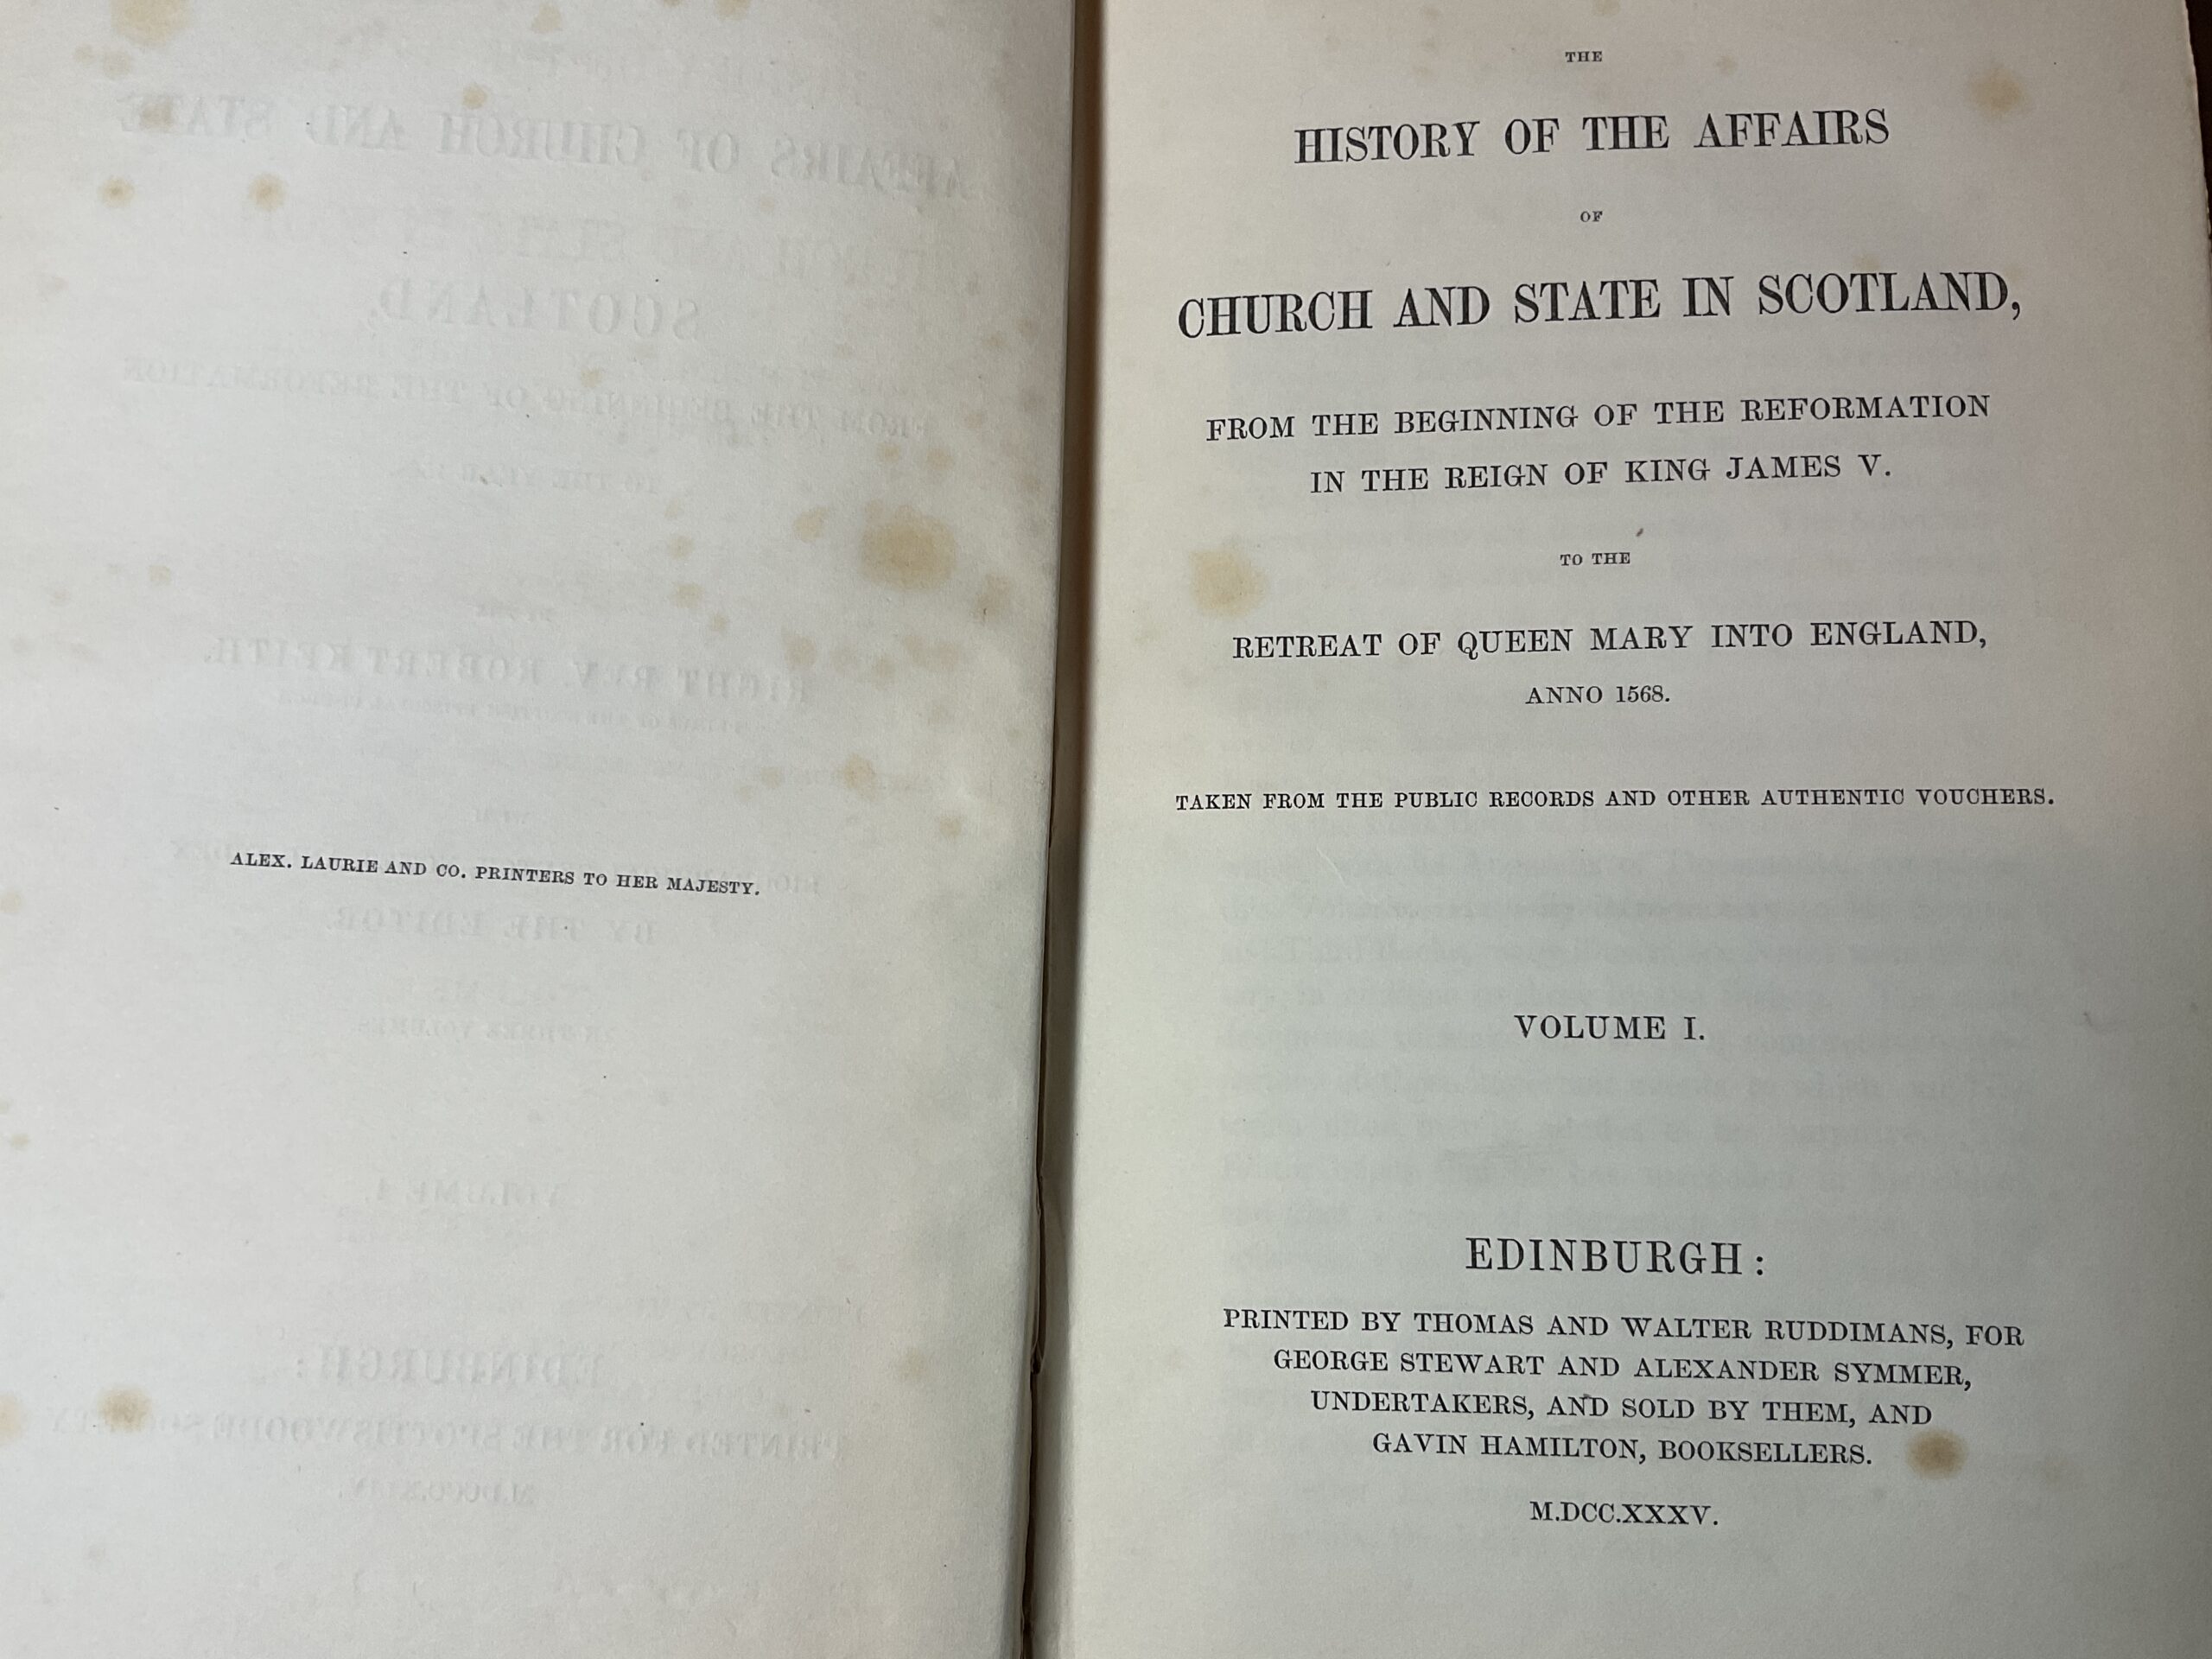 ALEX. LAURIE AND CO. PRINTERS TO HER MAJESTY.
THE
HISTORY OF THE AFFAIRS
OF
CHURCH AND STATE IN SCOTLAND,
FROM THE BEGINNING OF THE REFORMATION
IN THE REIGN OF KING JAMES V.
TO THE
RETREAT OF QUEEN MARY INTO ENGLAND,
ANNO 1568.
TAKEN FROM THE PUBLIC RECORDS AND OTHER AUTHENTIC VOUCHERS.
VOLUME I.
EDINBURGH:
PRINTED BY THOMAS AND WALTER RUDDIMANS, FOR
GEORGE STEWART AND ALEXANDER SYMMER,
UNDERTAKERS, AND SOLD BY THEM, AND
GAVIN HAMILTON, BOOKSELLERS.
M.DCC.XXXV.